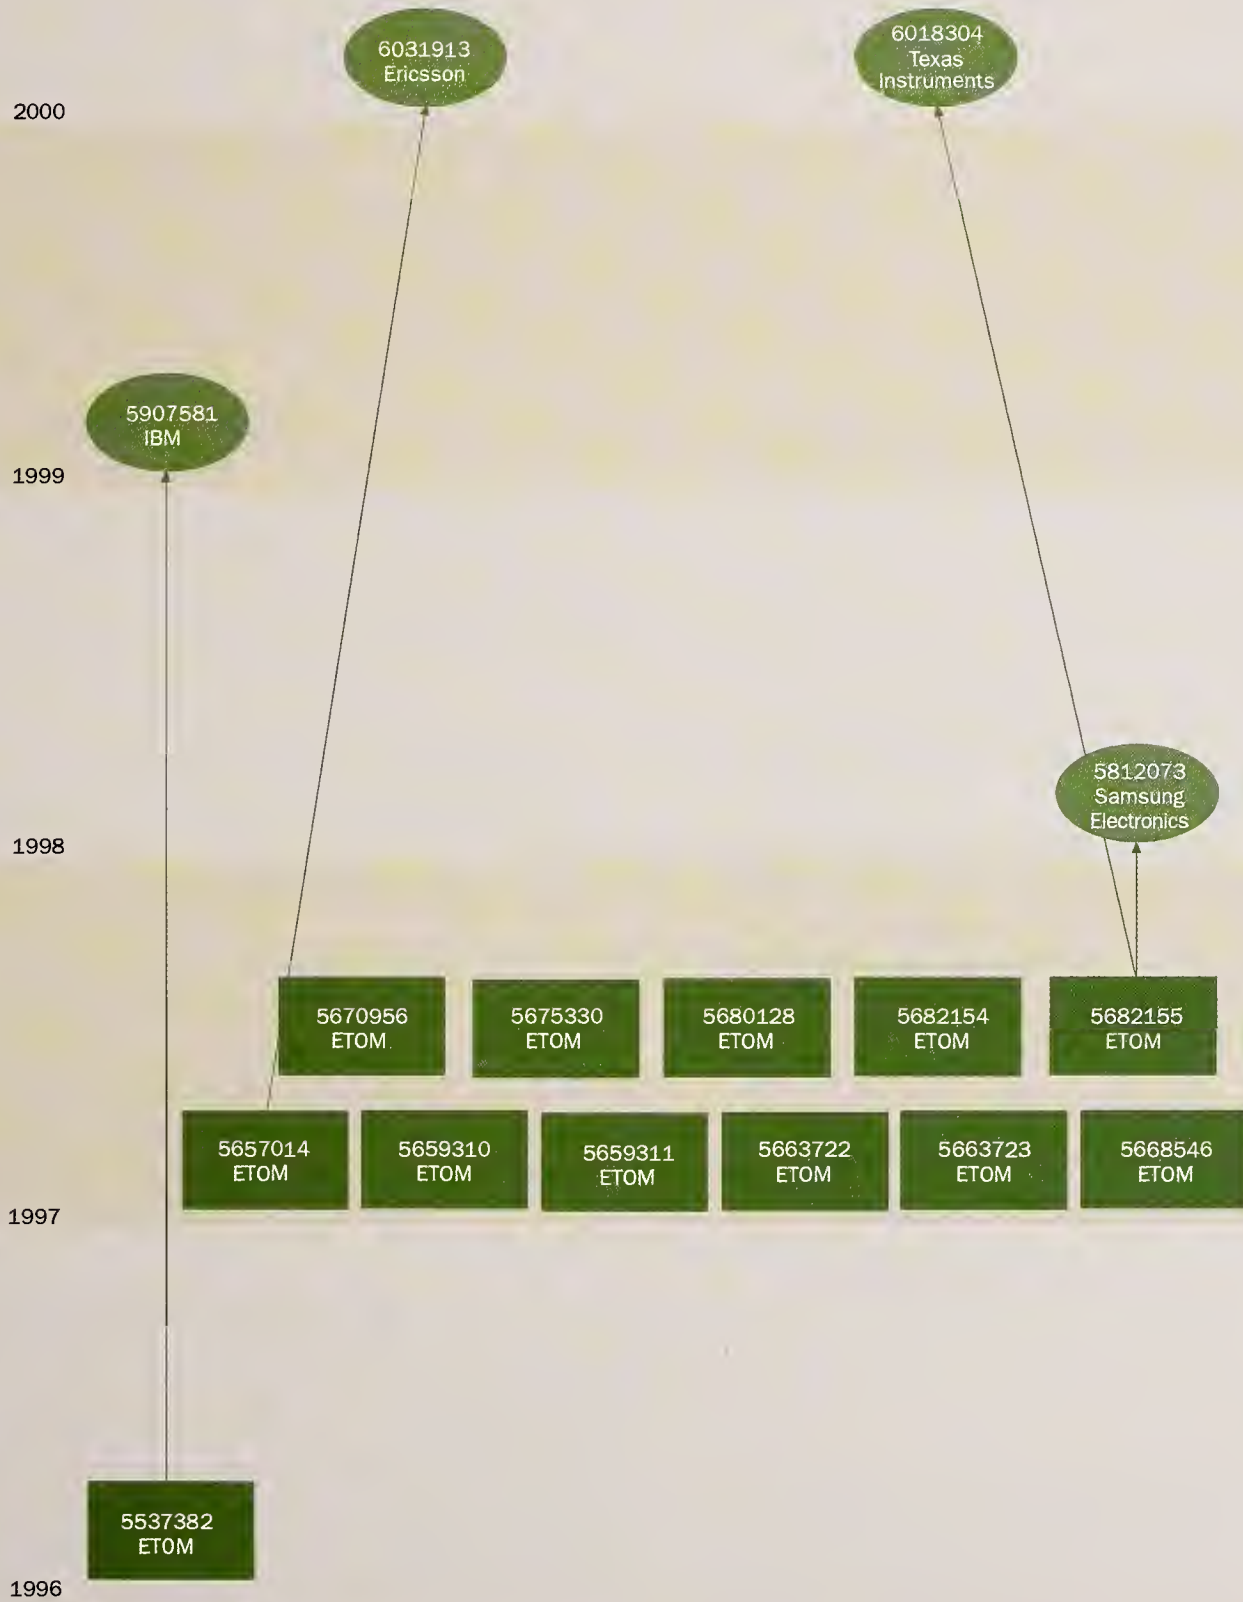 6031913
Ericsson
6018304
Texas
Instruments
2000
5907581
IBM
1999
5812073
Samsung
Electronics
1998
5670956
ETOM
5675330
ETOM
5680128
ETOM
5682154
ETOM
5682155
ETOM
5657014
ETOM
5659310
ETOM
5659311
ETOM
5663722
ETOM
5663723
ETOM
5668546
ETOM
1997
5537382
ETOM
1996